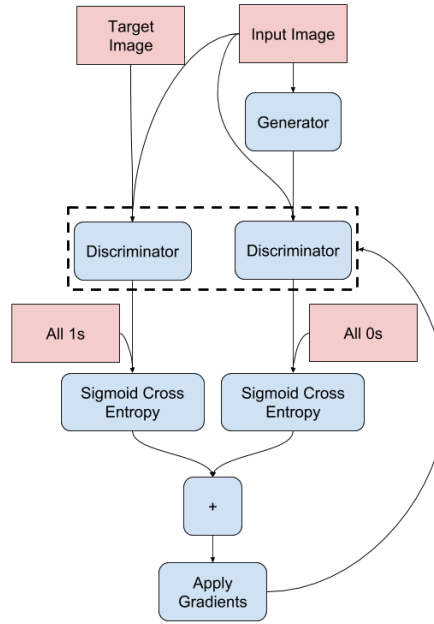 Target
Image
Input Image
Generator
Discriminator
Discriminator
All 1s
All 0s
Sigmoid Cross
Entropy
Sigmoid Cross
Entropy
+
Apply
Gradients